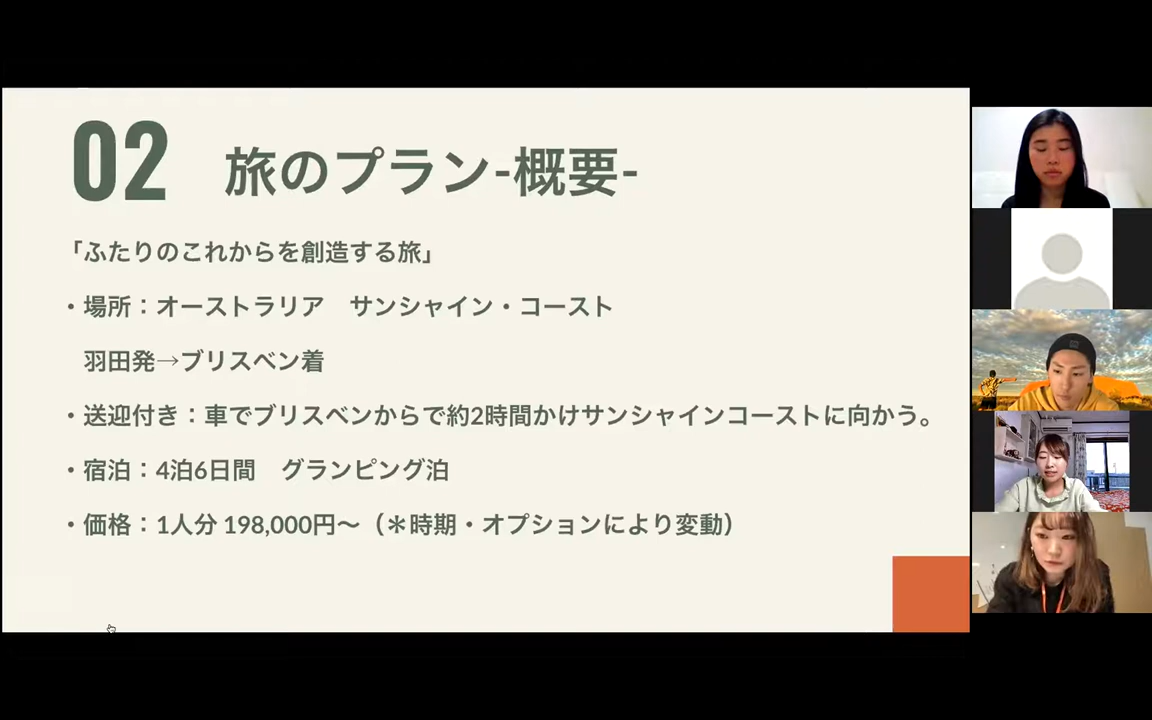 02 旅のプラン-概要-
「ふたりのこれからを創造する旅」
・場所：オーストラリア　サンシャイン・コースト
羽田発→ブリスベン着
・送迎付き：車でブリスベンからで約2時間かけサンシャインコーストに向かう。
・宿泊：4泊6日間　グランピング泊
・価格：1人分 198,000円〜（＊時期・オプションにより変動）